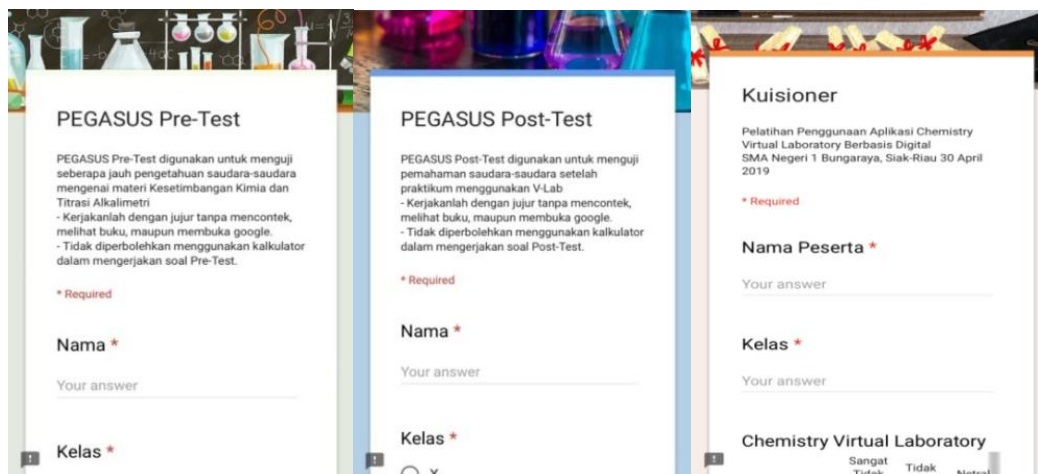 PEGASUS Pre-Test
PEGASUS Pre-Test digunakan untuk menguji
seberapa jauh pengetahuan saudara-saudara
mengenai materi Kesetimbangan Kimia dan
Titrasi Alkalimetri
- Kerjakanlah dengan jujur tanpa mencontek,
melihat buku, maupun membuka google.
- Tidak diperbolehkan menggunakan kalkulator
dalam mengerjakan soal Pre-Test.
* Required
Nama *
Your answer
Kelas *
PEGASUS Post-Test
PEGASUS Post-Test digunakan untuk menguji
pemahaman saudara-saudara setelah
praktikum menggunakan V-Lab
- Kerjakanlah dengan jujur tanpa mencontek,
melihat buku, maupun membuka google.
- Tidak diperbolehkan menggunakan kalkulator
dalam mengerjakan soal Post-Test.
* Required
Nama *
Your answer
Kelas *
X
Kuisioner
Pelatihan Penggunaan Aplikasi Chemistry
Virtual Laboratory Berbasis Digital
SMA Negeri 1 Bungaraya, Siak-Riau 30 April
2019
* Required
Nama Peserta *
Your answer
Kelas *
Your answer
Chemistry Virtual Laboratory
Sangat
Tidak Tidak Netral